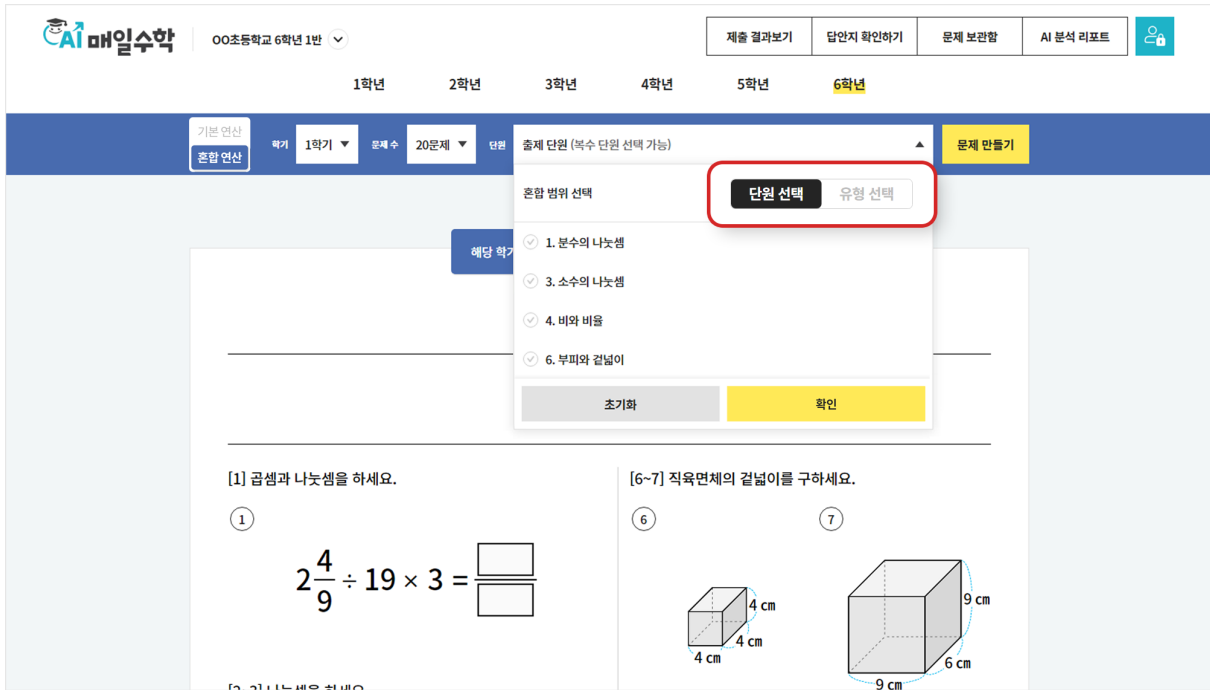 AI 매일수학
OO초등학교 6학년 1반
제출 결과보기
답안지 확인하기
문제 보관함
AI 분석 리포트
1학년
2학년
3학년
4학년
5학년
6학년
기본 연산
혼합 연산
학기
1학기
문제 수
20문제
단원
출제 단원 (복수 단원 선택 가능)
문제 만들기
혼합 범위 선택
단원 선택
유형 선택
해당 학기
1. 분수의 나눗셈
3. 소수의 나눗셈
4. 비와 비율
6. 부피와 겉넓이
초기화
확인
[1] 곱셈과 나눗셈을 하세요.
1
2 4/9 ÷ 19 × 3 =
[6~7] 직육면체의 겉넓이를 구하세요.
6
4 cm
4 cm
4 cm
7
9 cm
6 cm
9 cm
[2~3] 나눗셈을 하세요.